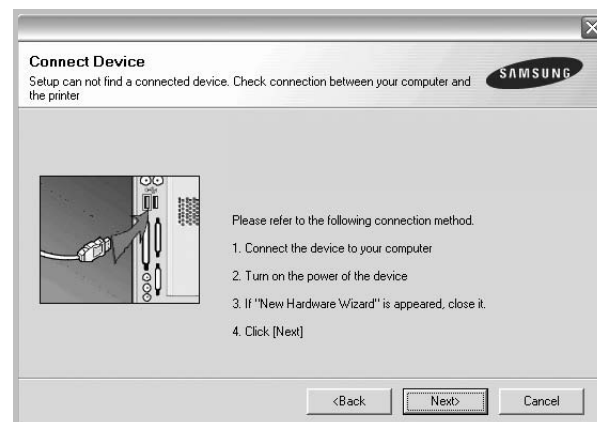 Connect Device
Setup can not find a connected device. Check connection between your computer and
the printer
SAMSUNG
Please refer to the following connection method.
1. Connect the device to your computer
2. Turn on the power of the device
3. If "New Hardware Wizard" is appeared, close it.
4. Click [Next]
<Back
Next>
Cancel